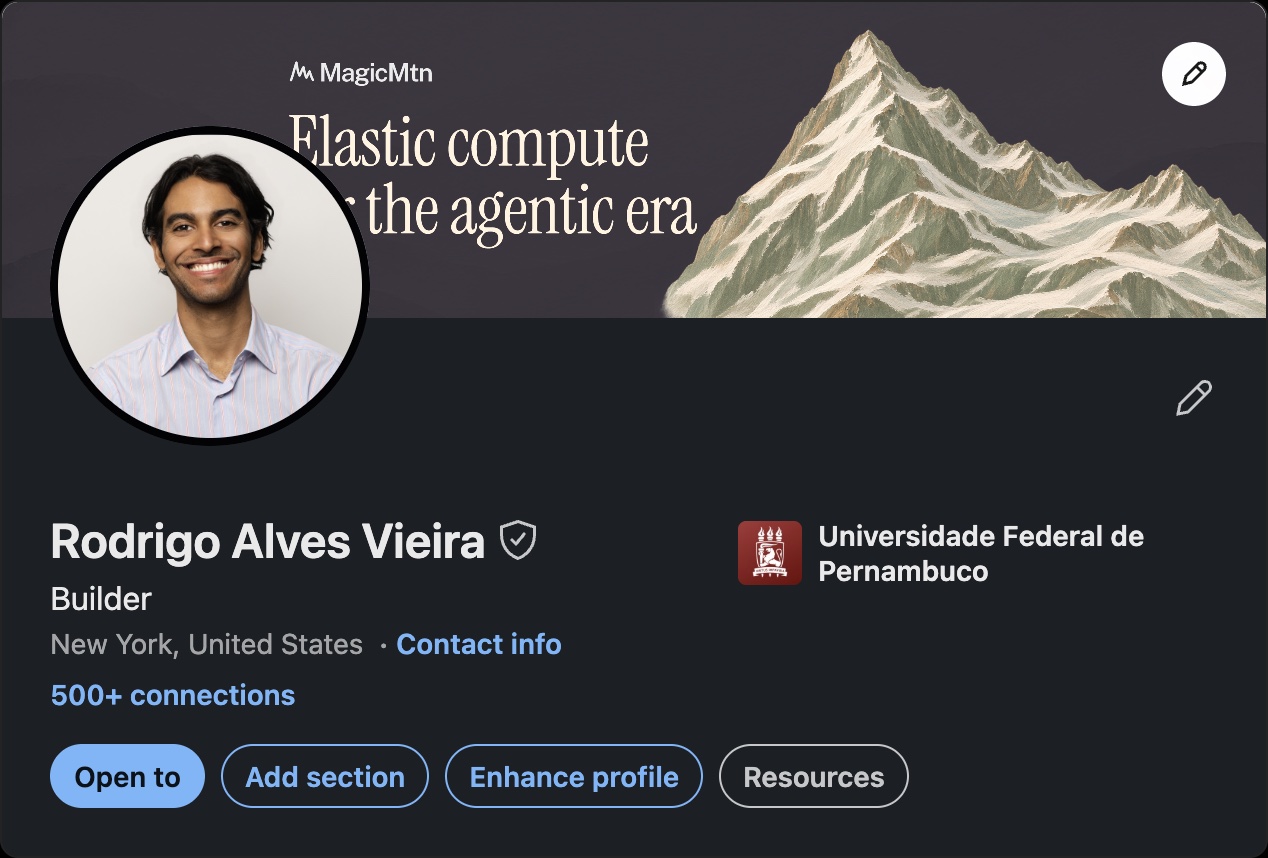 MagicMtn
Elastic compute
r the agentic era
Rodrigo Alves Vieira
Universidade Federal de
Pernambuco
Builder
New York, United States · Contact info
500+ connections
Open to
Add section
Enhance profile
Resources